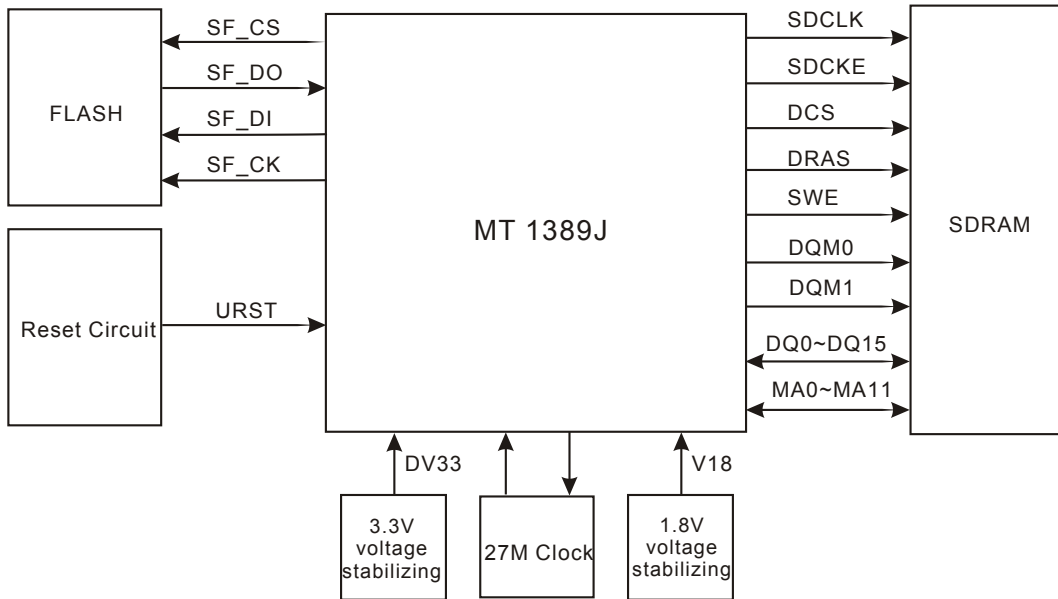 SF_CS
SF_DO
SF_DI
SF_CK
FLASH
Reset Circuit
URST
MT 1389J
SDCLK
SDCKE
DCS
DRAS
SWE
DQM0
DQM1
DQ0~DQ15
MA0~MA11
SDRAM
DV33
V18
3.3V
voltage
stabilizing
27M Clock
1.8V
voltage
stabilizing